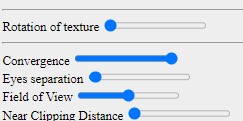 Rotation of texture
Convergence
Eyes separation
Field of View
Near Clipping Distance